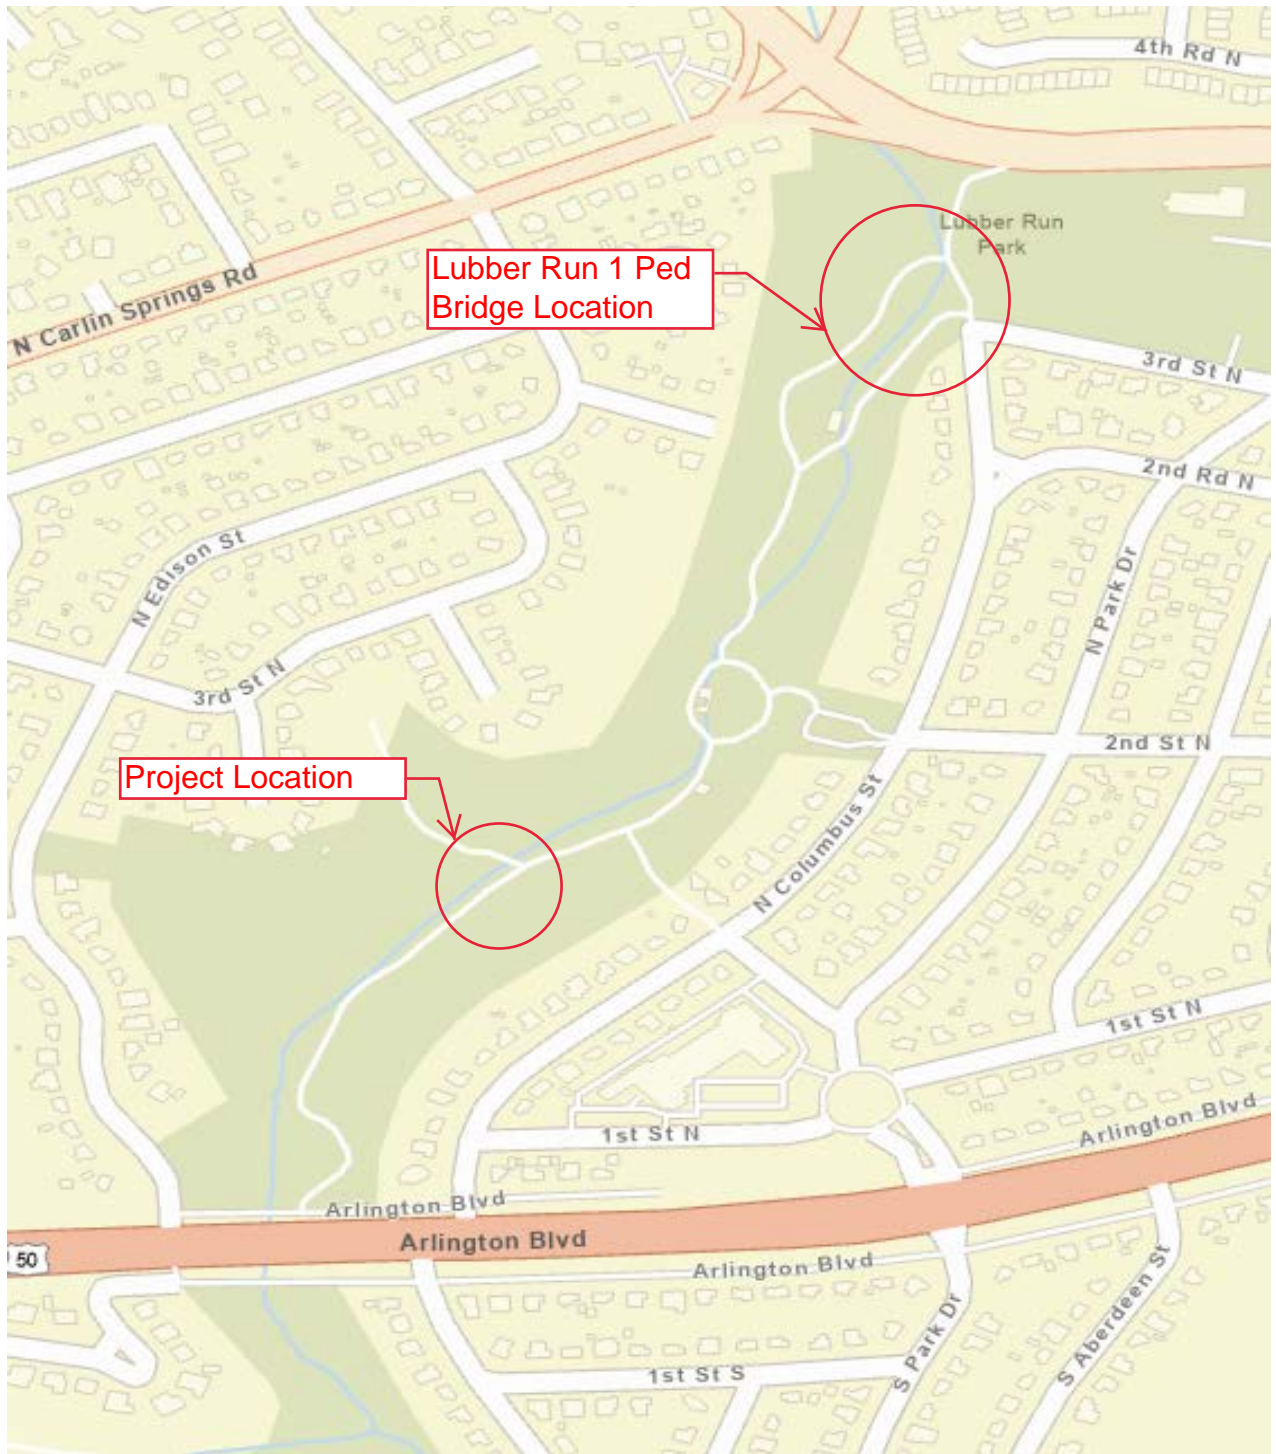 4th Rd N
Lubber Run
Park
Lubber Run 1 Ped
Bridge Location
N Carlin Springs Rd
3rd St N
2nd Rd N
N Edison St
N Park Dr
3rd St N
2nd St N
Project Location
N Columbus St
1st St N
1st St N
Arlington Blvd
Arlington Blvd
Arlington Blvd
50
Arlington Blvd
S Aberdeen St
S Park Dr
1st St S